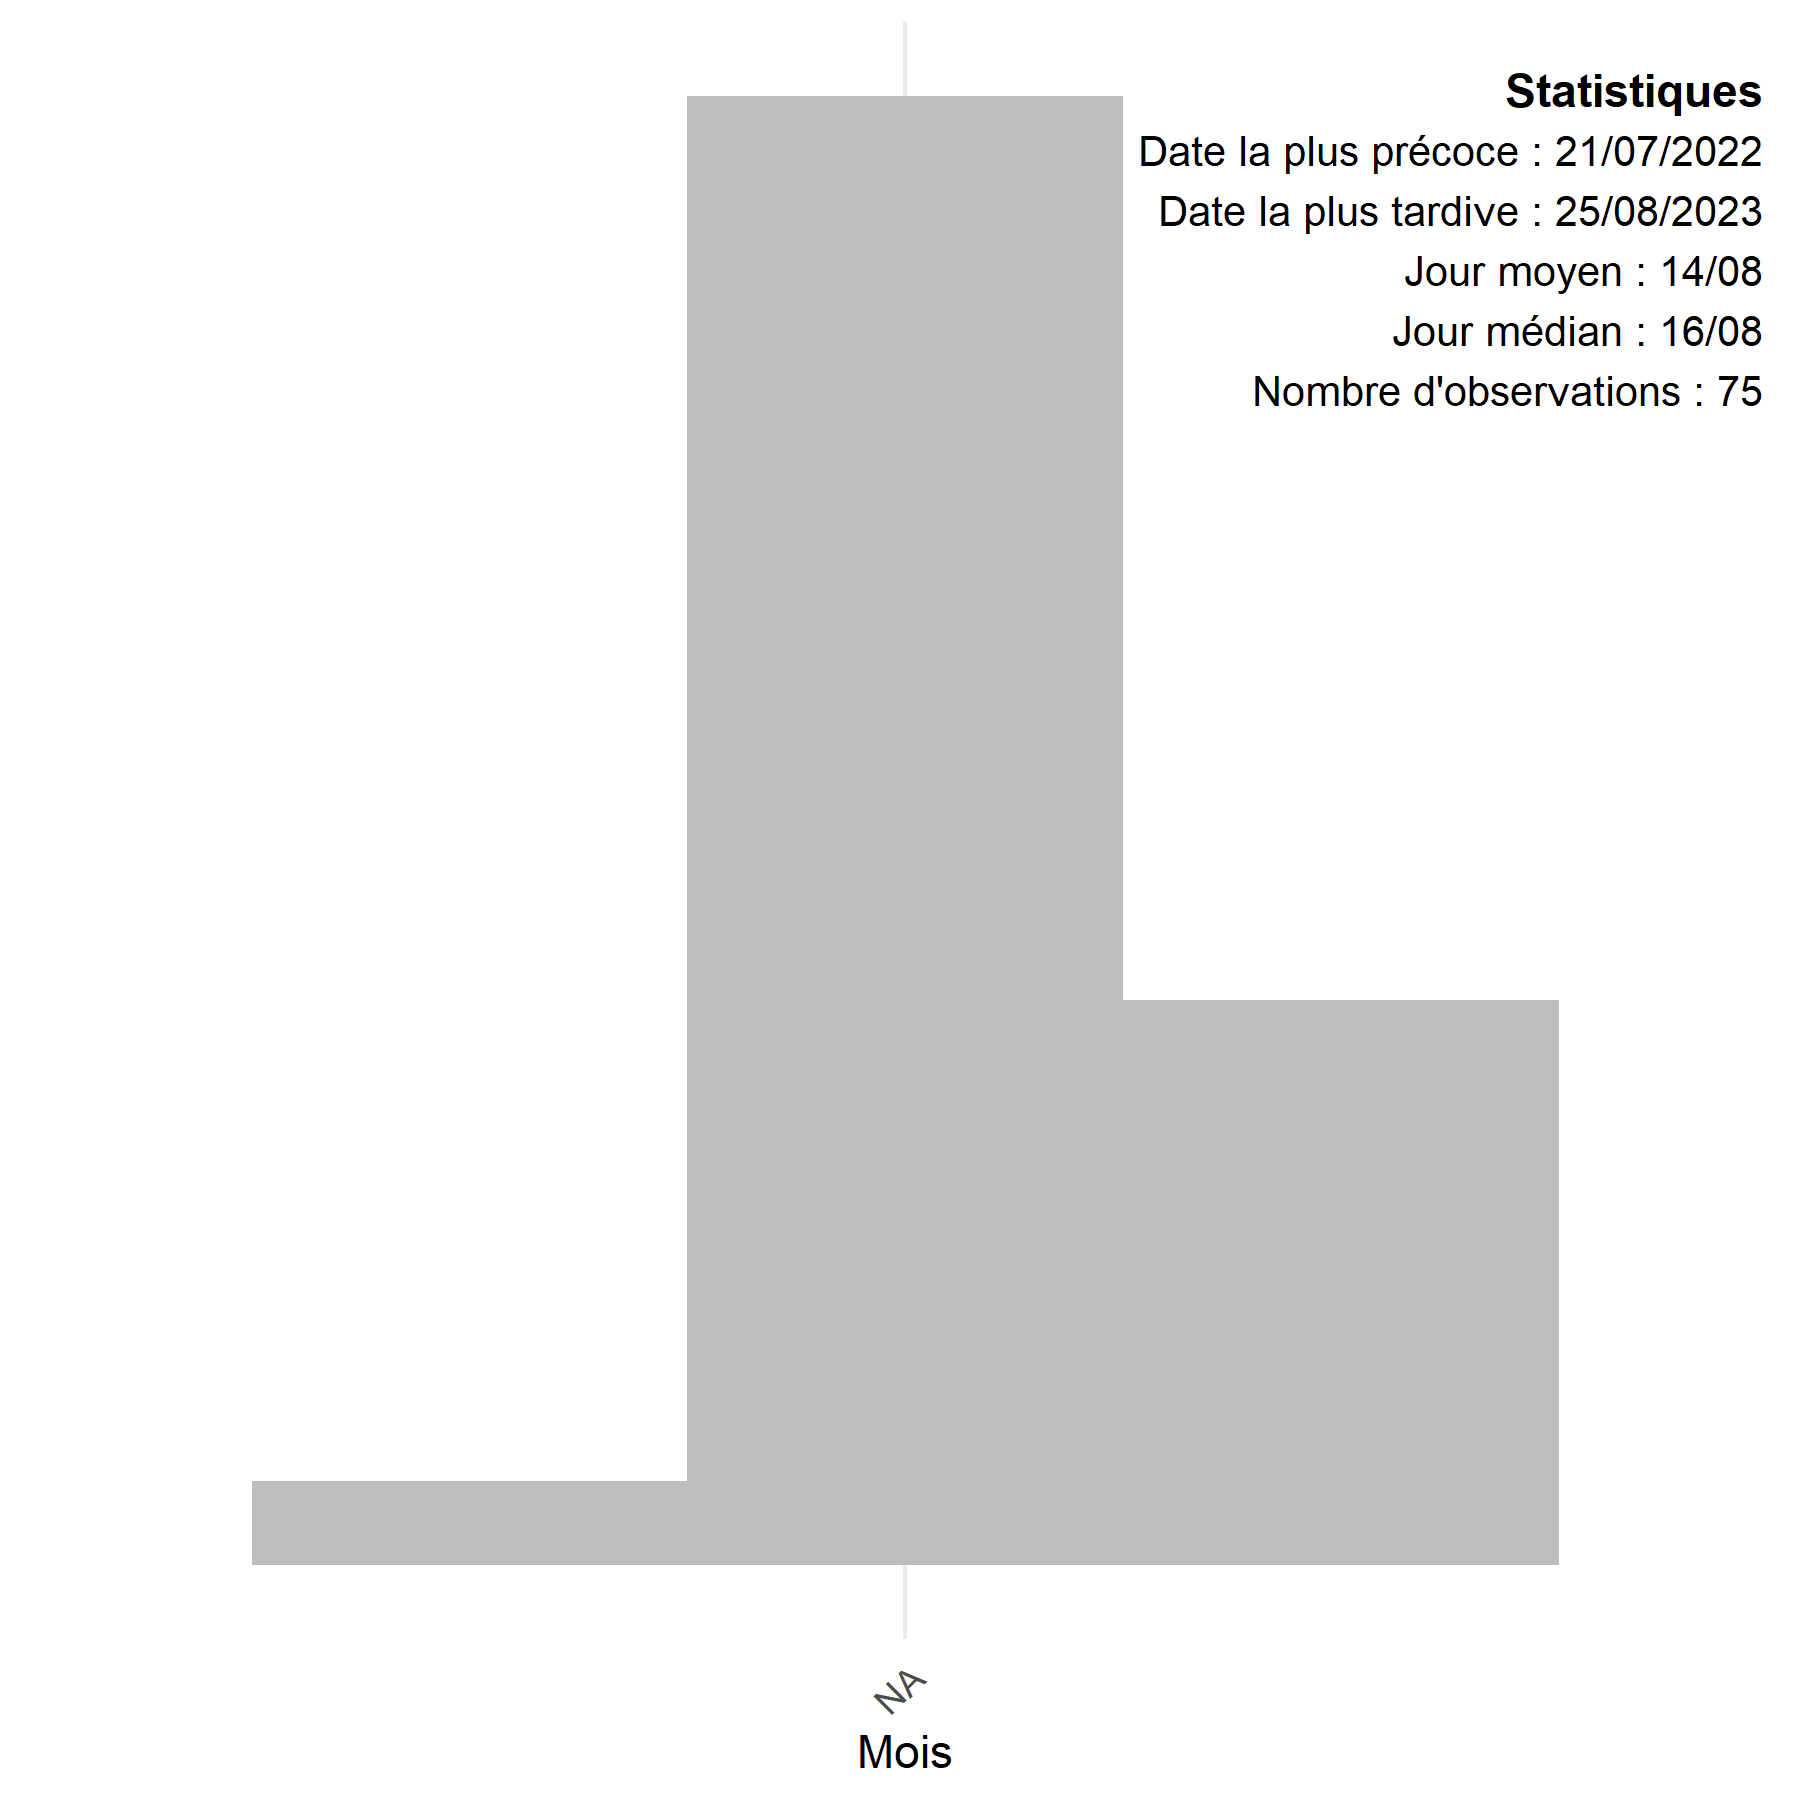 Statistiques
Date la plus précoce : 21/07/2022
Date la plus tardive : 25/08/2023
Jour moyen : 14/08
Jour médian : 16/08
Nombre d'observations : 75
NA
Mois